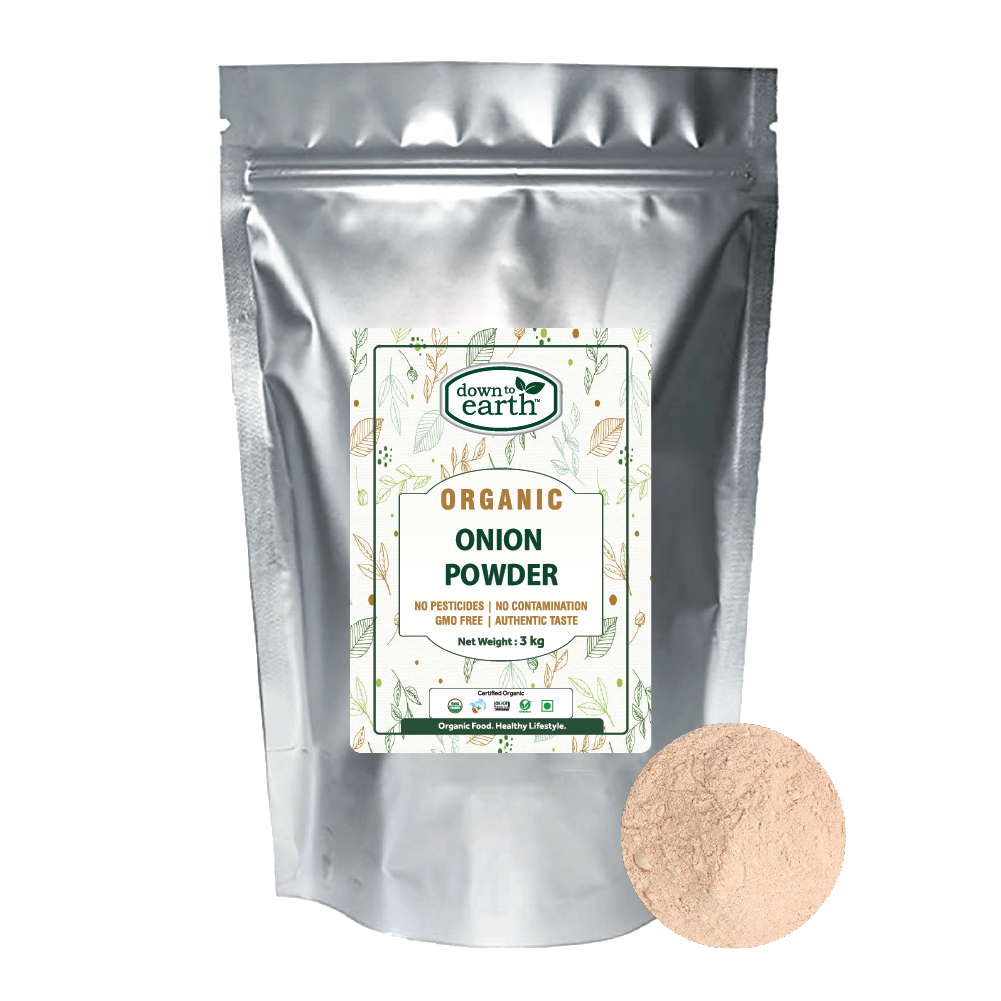 down to
earth™
ORGANIC
ONION
POWDER
NO PESTICIDES | NO CONTAMINATION
GMO FREE | AUTHENTIC TASTE
Net Weight : 3 kg
Certified Organic
Organic Food. Healthy Lifestyle.